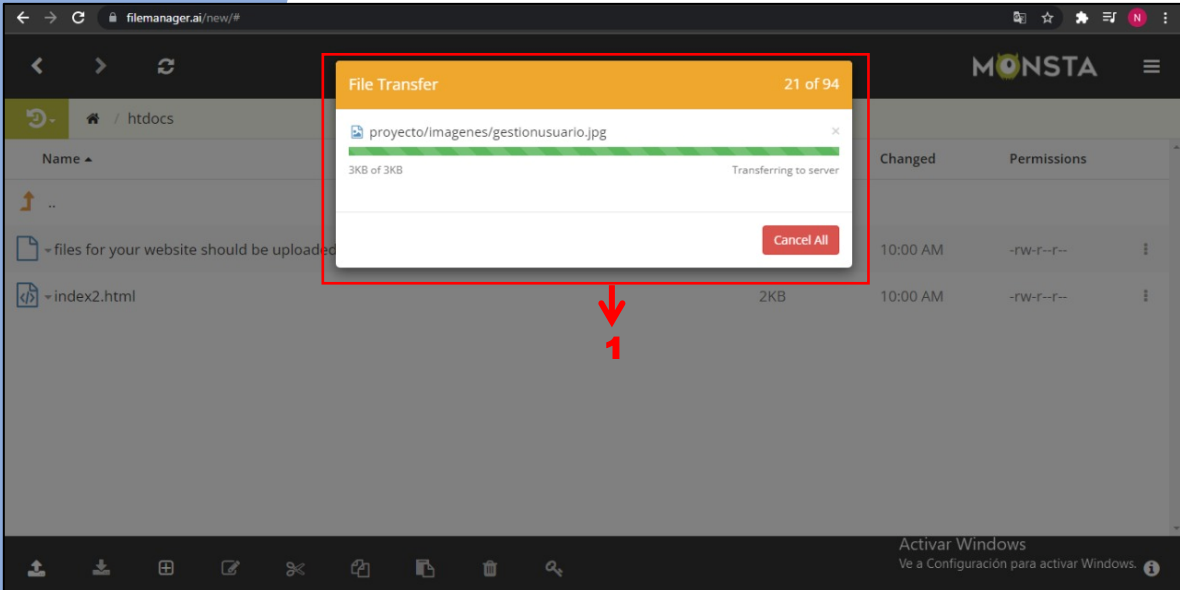 filemanager.ai/new/#
N
MONSTA
/ htdocs
File Transfer 21 of 94
proyecto/imagenes/gestionusuario.jpg ×
3KB of 3KB Transferring to server
Cancel All
Name Changed Permissions
..
files for your website should be uploaded 10:00 AM -rw-r--r--
index2.html 2KB 10:00 AM -rw-r--r--
1
Activar Windows
Ve a Configuración para activar Windows.